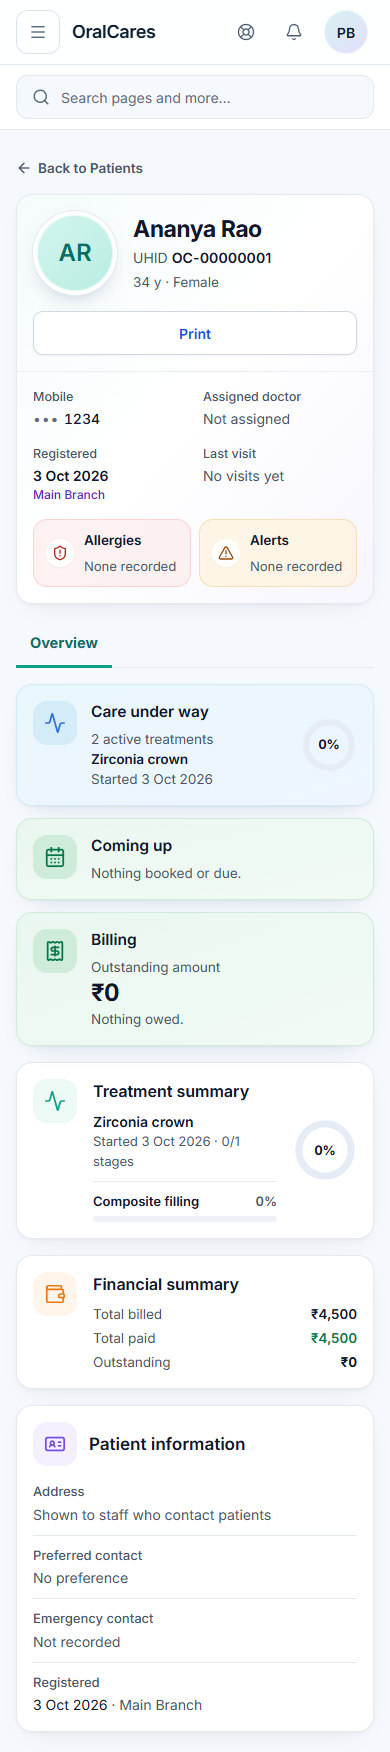 OralCares
PB
Search pages and more...
← Back to Patients
AR
Ananya Rao
UHID OC-00000001
34 y · Female
Print
Mobile
••• 1234
Assigned doctor
Not assigned
Registered
3 Oct 2026
Main Branch
Last visit
No visits yet
Allergies
None recorded
Alerts
None recorded
Overview
Care under way
2 active treatments
Zirconia crown
Started 3 Oct 2026
0%
Coming up
Nothing booked or due.
Billing
Outstanding amount
₹0
Nothing owed.
Treatment summary
Zirconia crown
Started 3 Oct 2026 · 0/1
stages
0%
Composite filling 0%
Financial summary
Total billed ₹4,500
Total paid ₹4,500
Outstanding ₹0
Patient information
Address
Shown to staff who contact patients
Preferred contact
No preference
Emergency contact
Not recorded
Registered
3 Oct 2026 · Main Branch